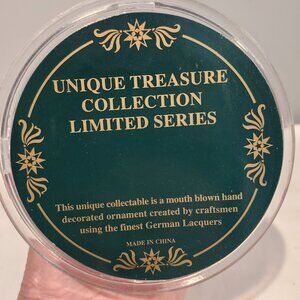 UNIQUE TREASURE
COLLECTION
LIMITED SERIES
This unique collectable is a mouth blown hand
decorated ornament created by craftsmen
using the finest German Lacquers
MADE IN CHINA